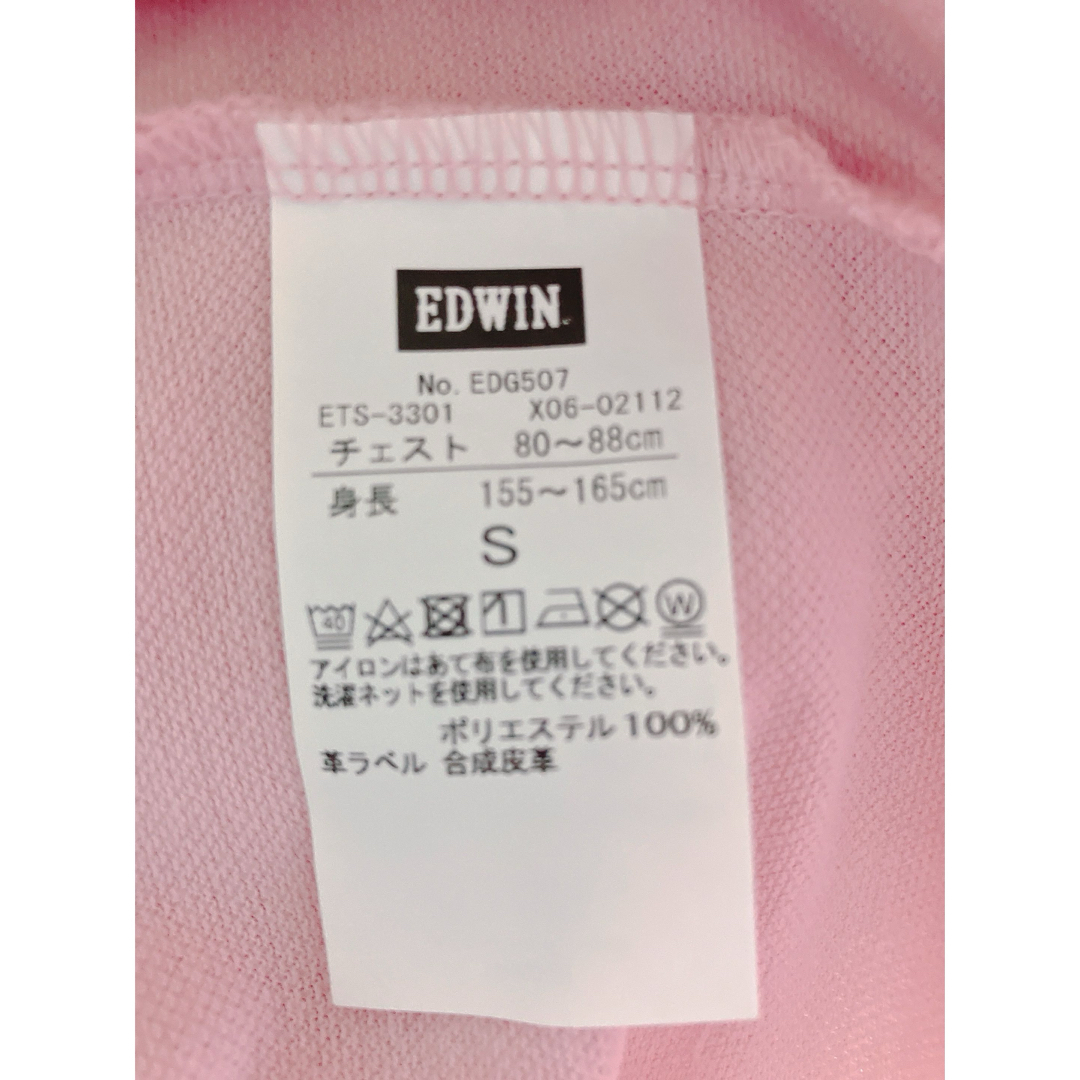 EDWIN
No. EDG507
ETS-3301 X06-02112
チェスト 80～88cm
身長 155～165cm
S
40 W
アイロンはあて布を使用してください。
洗濯ネットを使用してください。
ポリエステル 100%
革ラベル 合成皮革